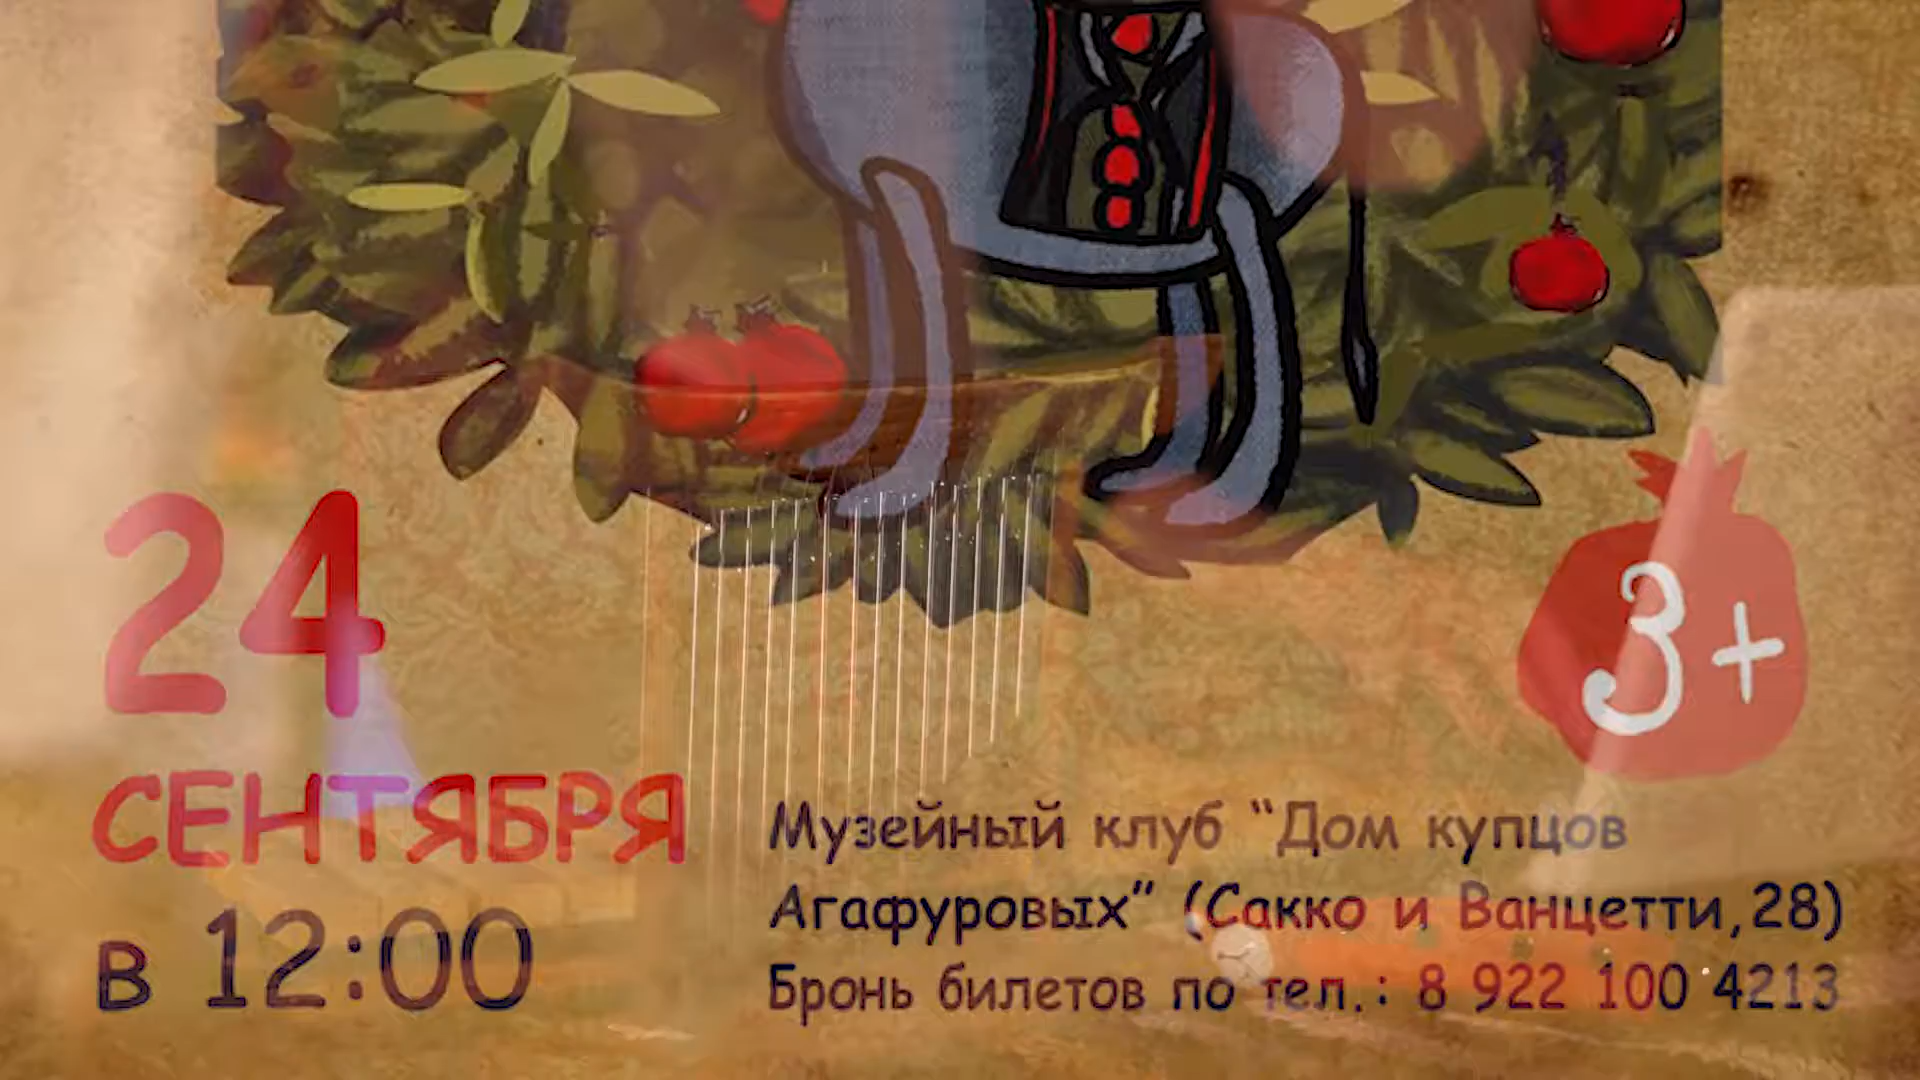 24
СЕНТЯБРЯ
в 12:00
3+
Музейный клуб “Дом купцов
Агафуровых” (Сакко и Ванцетти,28)
Бронь билетов по тел.: 8 922 100 4213